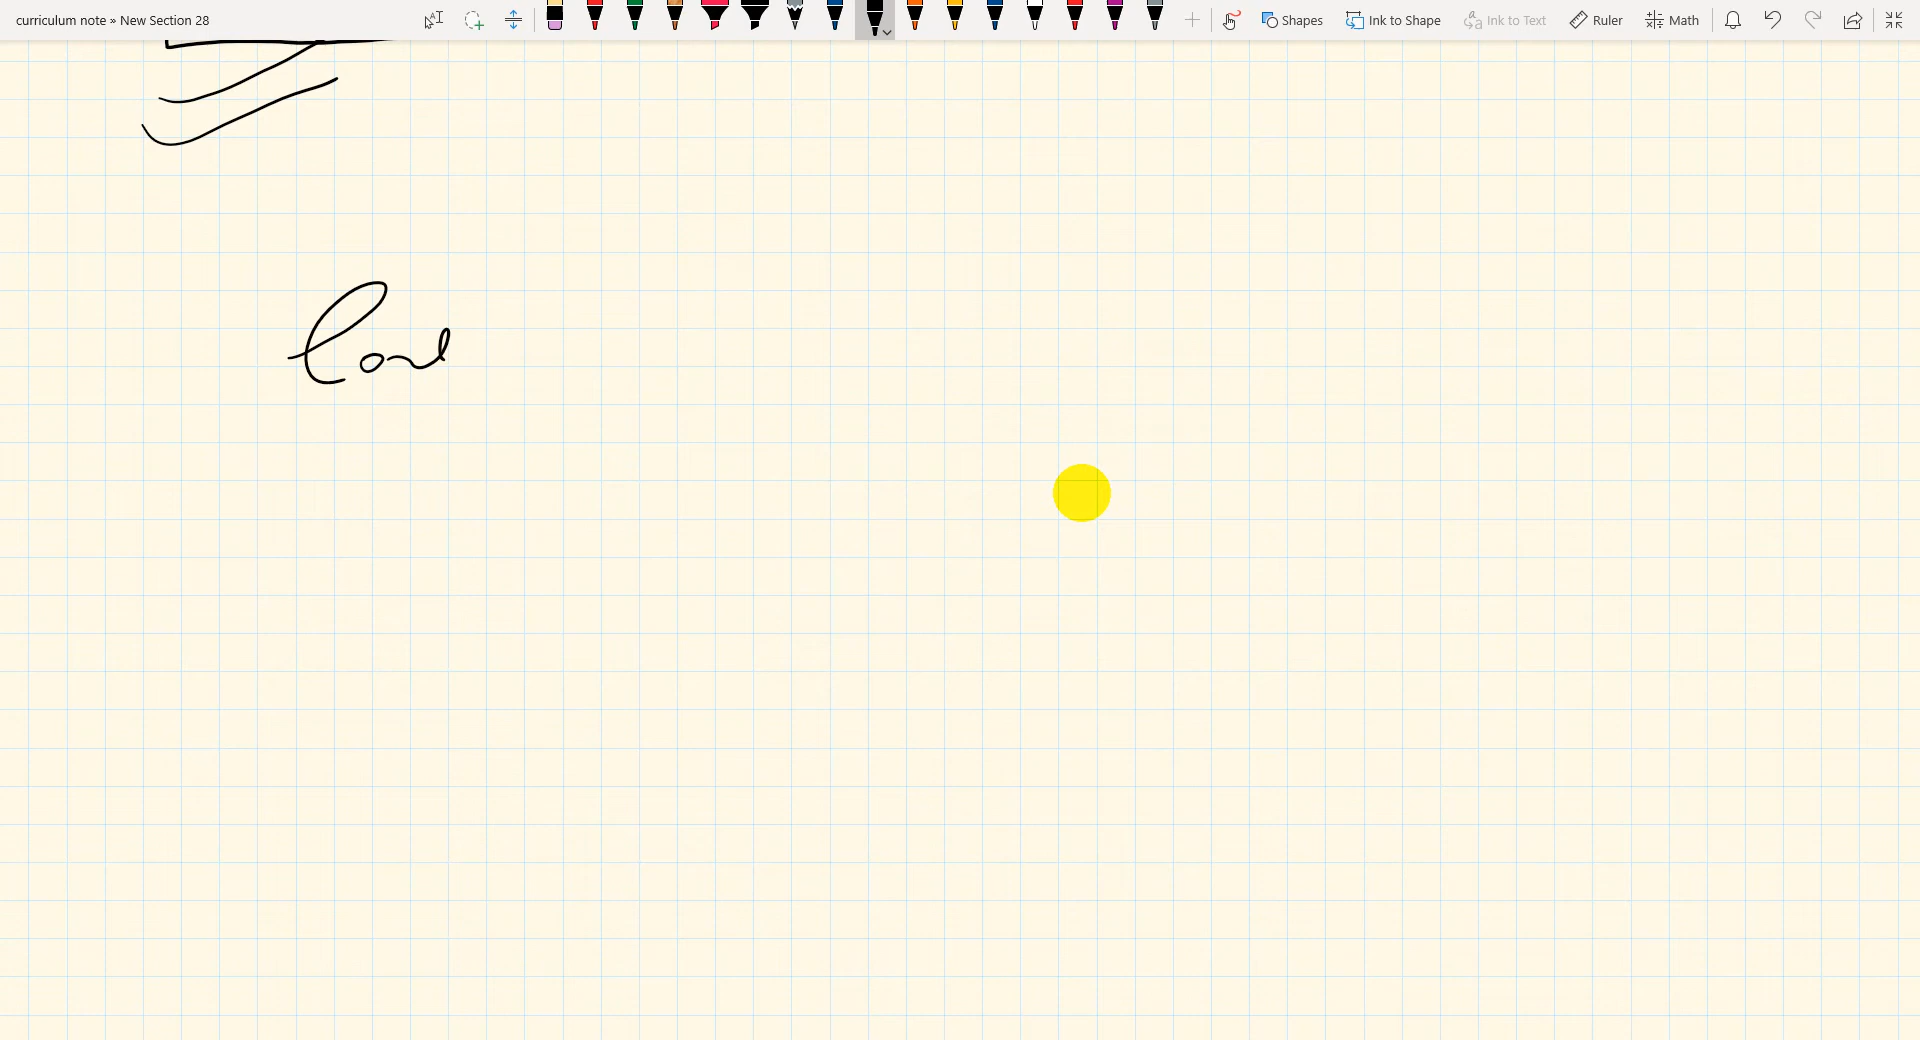 curriculum note » New Section 28
Shapes Ink to Shape Ink to Text Ruler Math